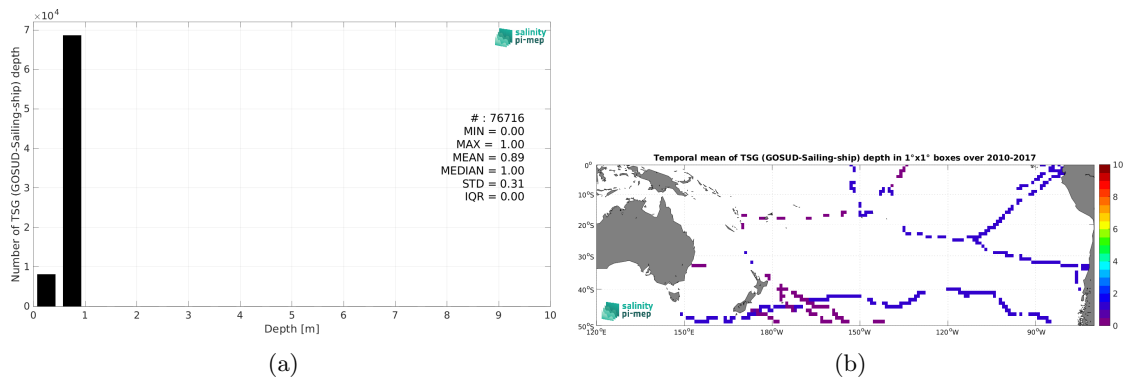 ×10⁴
7
6
5
4
3
2
1
0
Number of TSG (GOSUD-Sailing-ship) depth
salinity
pi-mep
# : 76716
MIN = 0.00
MAX = 1.00
MEAN = 0.89
MEDIAN = 1.00
STD = 0.31
IQR = 0.00
0 1 2 3 4 5 6 7 8 9 10
Depth [m]
(a)
Temporal mean of TSG (GOSUD-Sailing-ship) depth in 1°x1° boxes over 2010-2017
0°
10°S
20°S
30°S
40°S
50°S
salinity
pi-mep
120°E 150°E 180°W 150°W 120°W 90°W
10
8
6
4
2
0
(b)